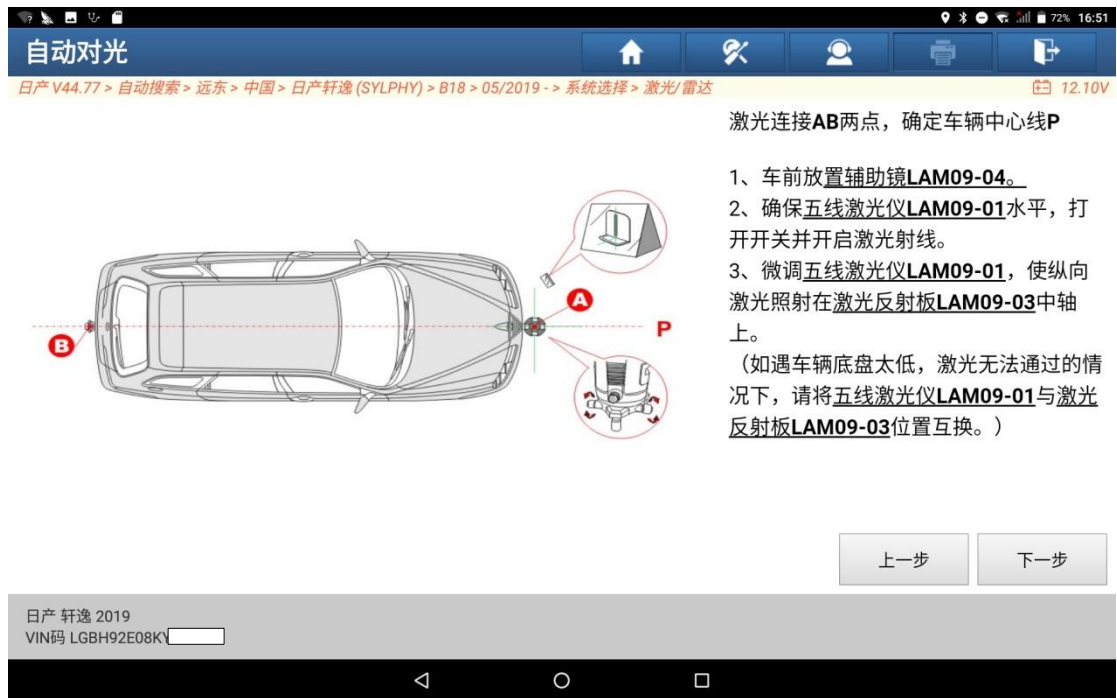 72% 16:51
自动对光
日产 V44.77 > 自动搜索 > 远东 > 中国 > 日产轩逸 (SYLPHY) > B18 > 05/2019 - > 系统选择 > 激光/雷达
12.10V
激光连接AB两点，确定车辆中心线P
1、车前放置辅助镜LAM09-04。
2、确保五线激光仪LAM09-01水平，打
开开关并开启激光射线。
3、微调五线激光仪LAM09-01，使纵向
激光照射在激光反射板LAM09-03中轴
上。
（如遇车辆底盘太低，激光无法通过的情
况下，请将五线激光仪LAM09-01与激光
反射板LAM09-03位置互换。）
A
B
P
上一步
下一步
日产 轩逸 2019
VIN码 LGBH92E08KY